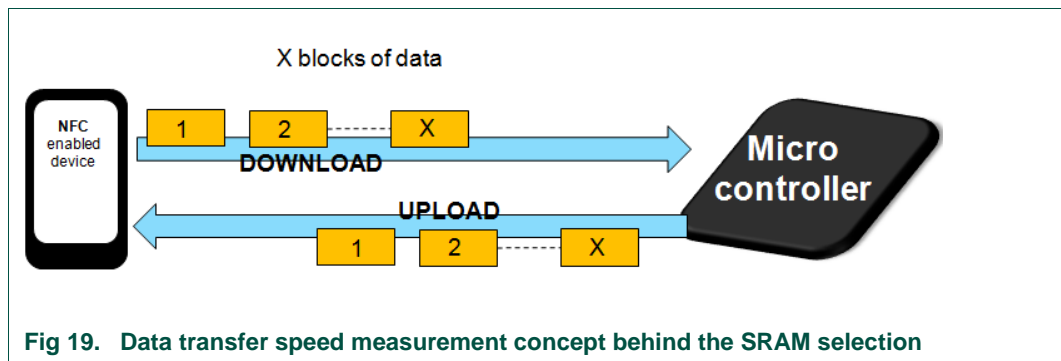 X blocks of data
NFC
enabled
device
1
2
X
DOWNLOAD
Micro
controller
UPLOAD
1
2
X
Fig 19. Data transfer speed measurement concept behind the SRAM selection